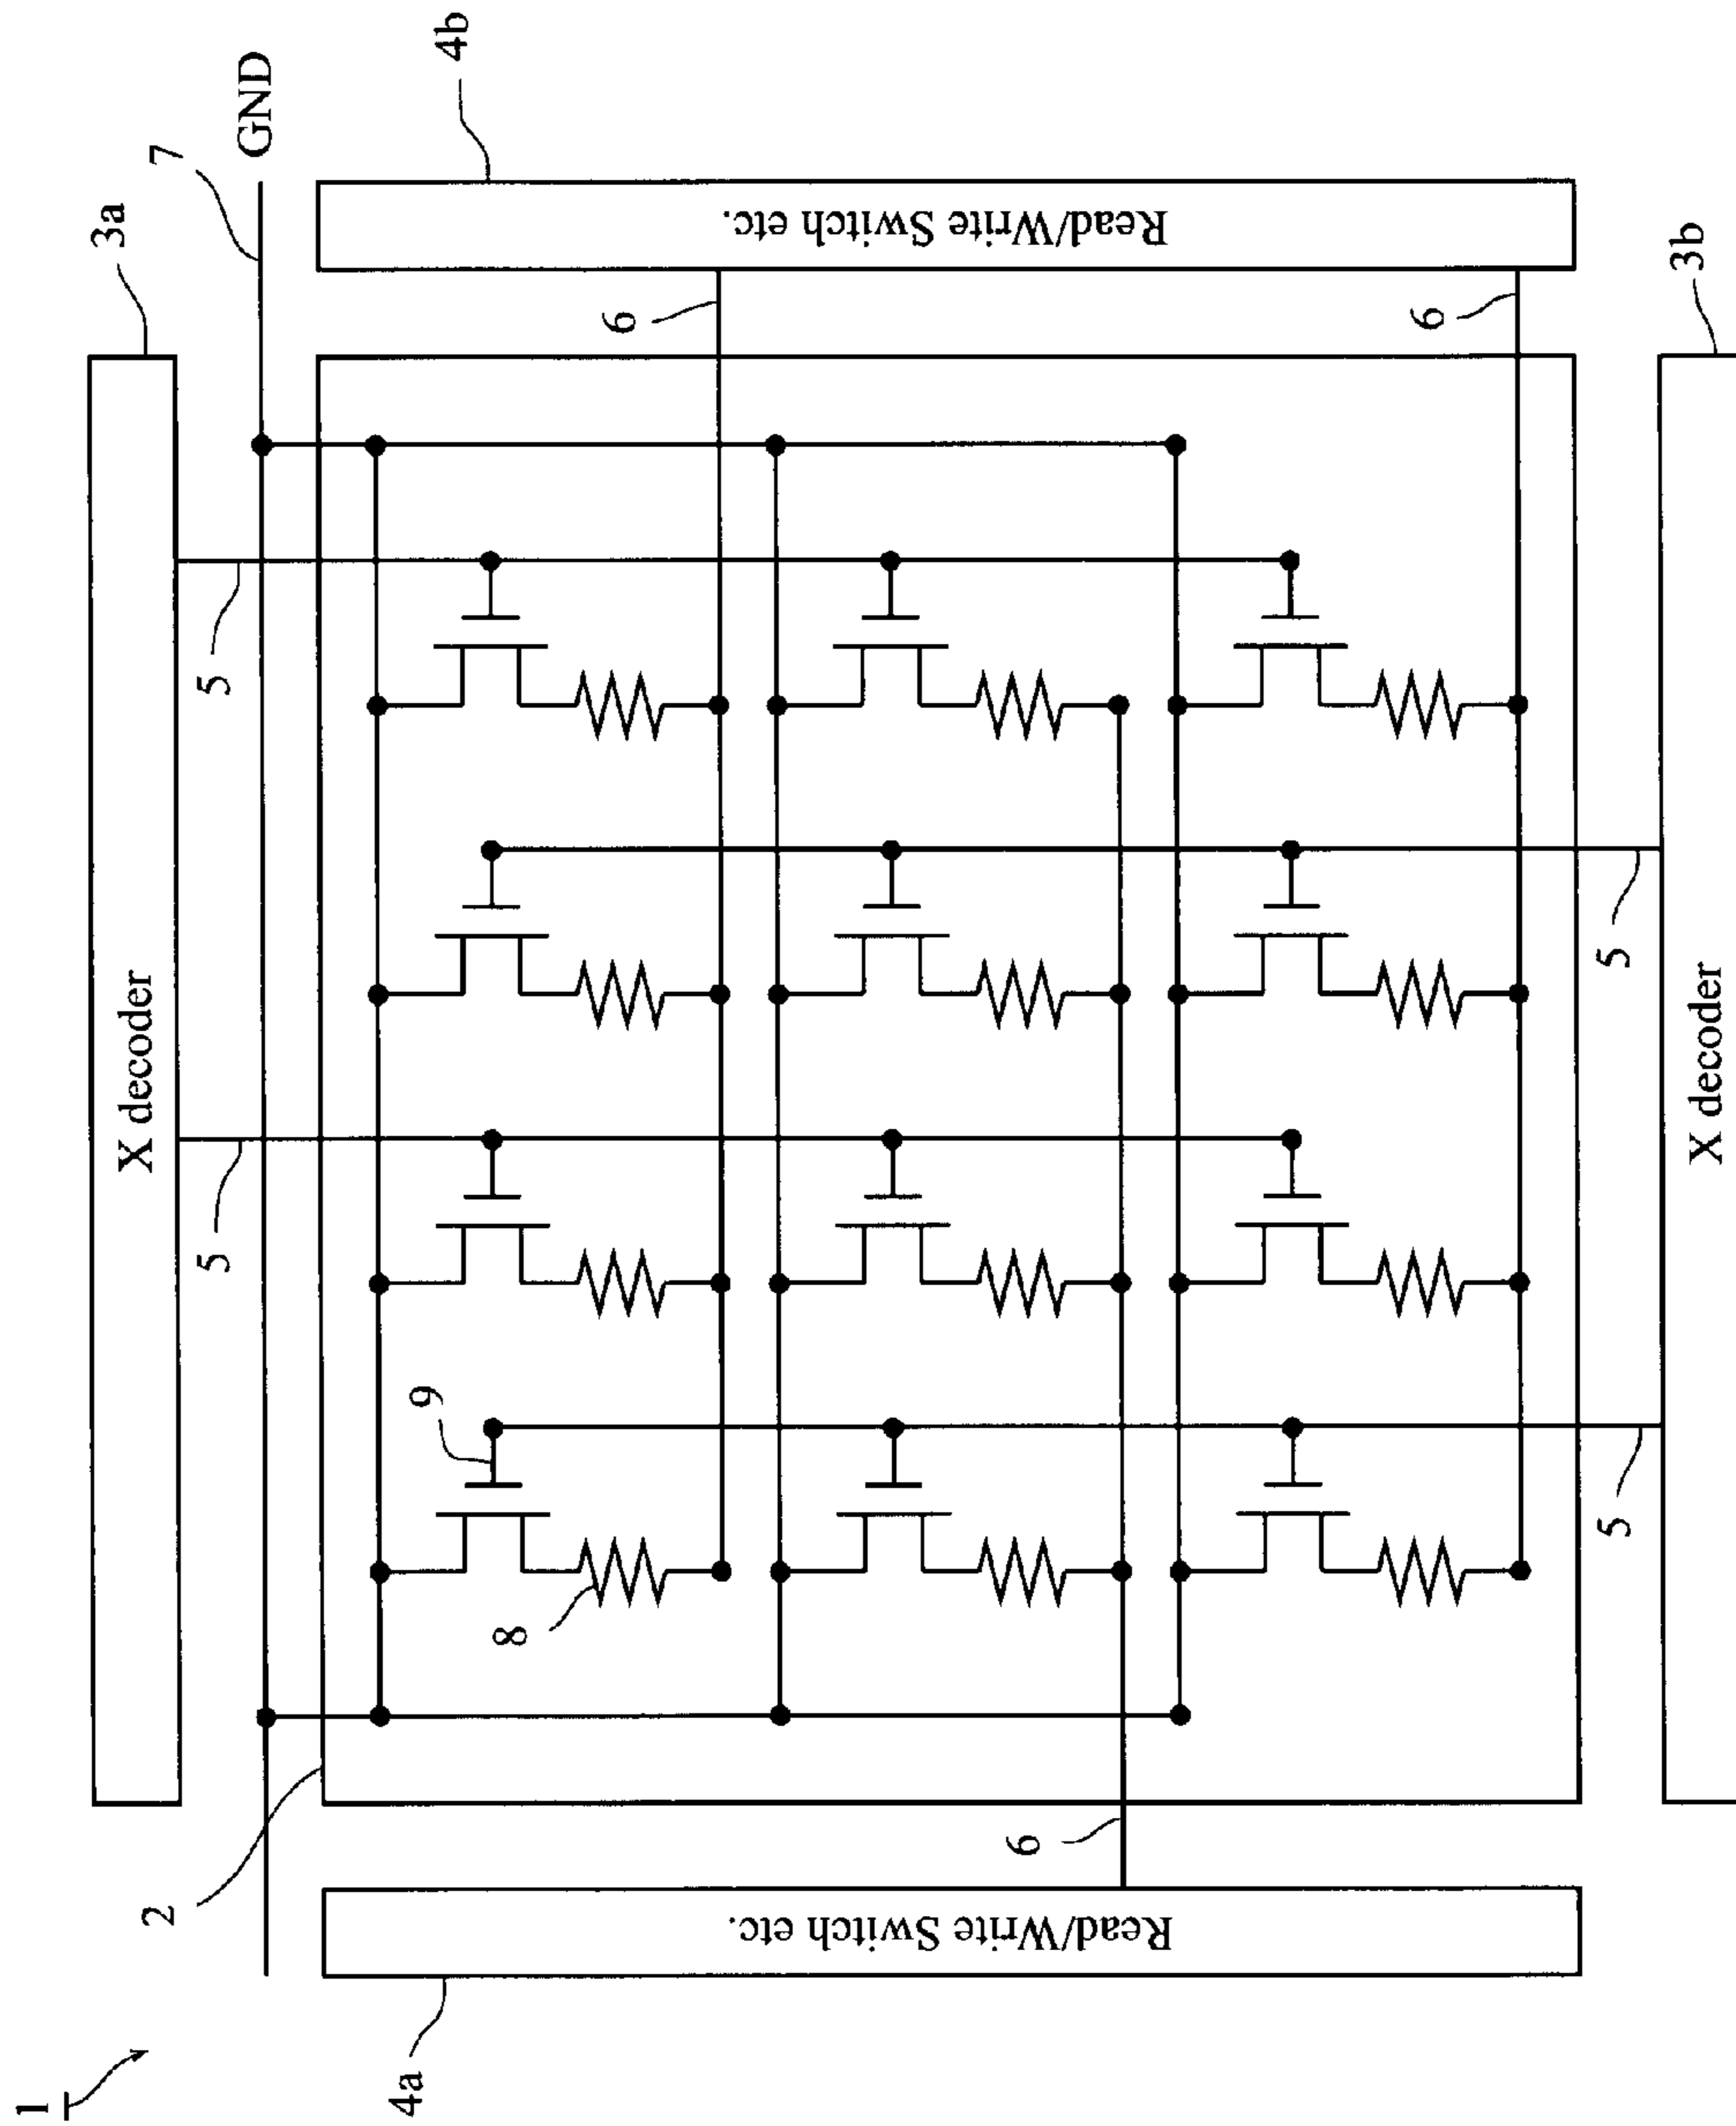 1
3a
X decoder
2
7
5
5
GND
4a
9
4b
8
6
Read/Write Switch etc.
Read/Write Switch etc.
6
6
5
5
3b
X decoder